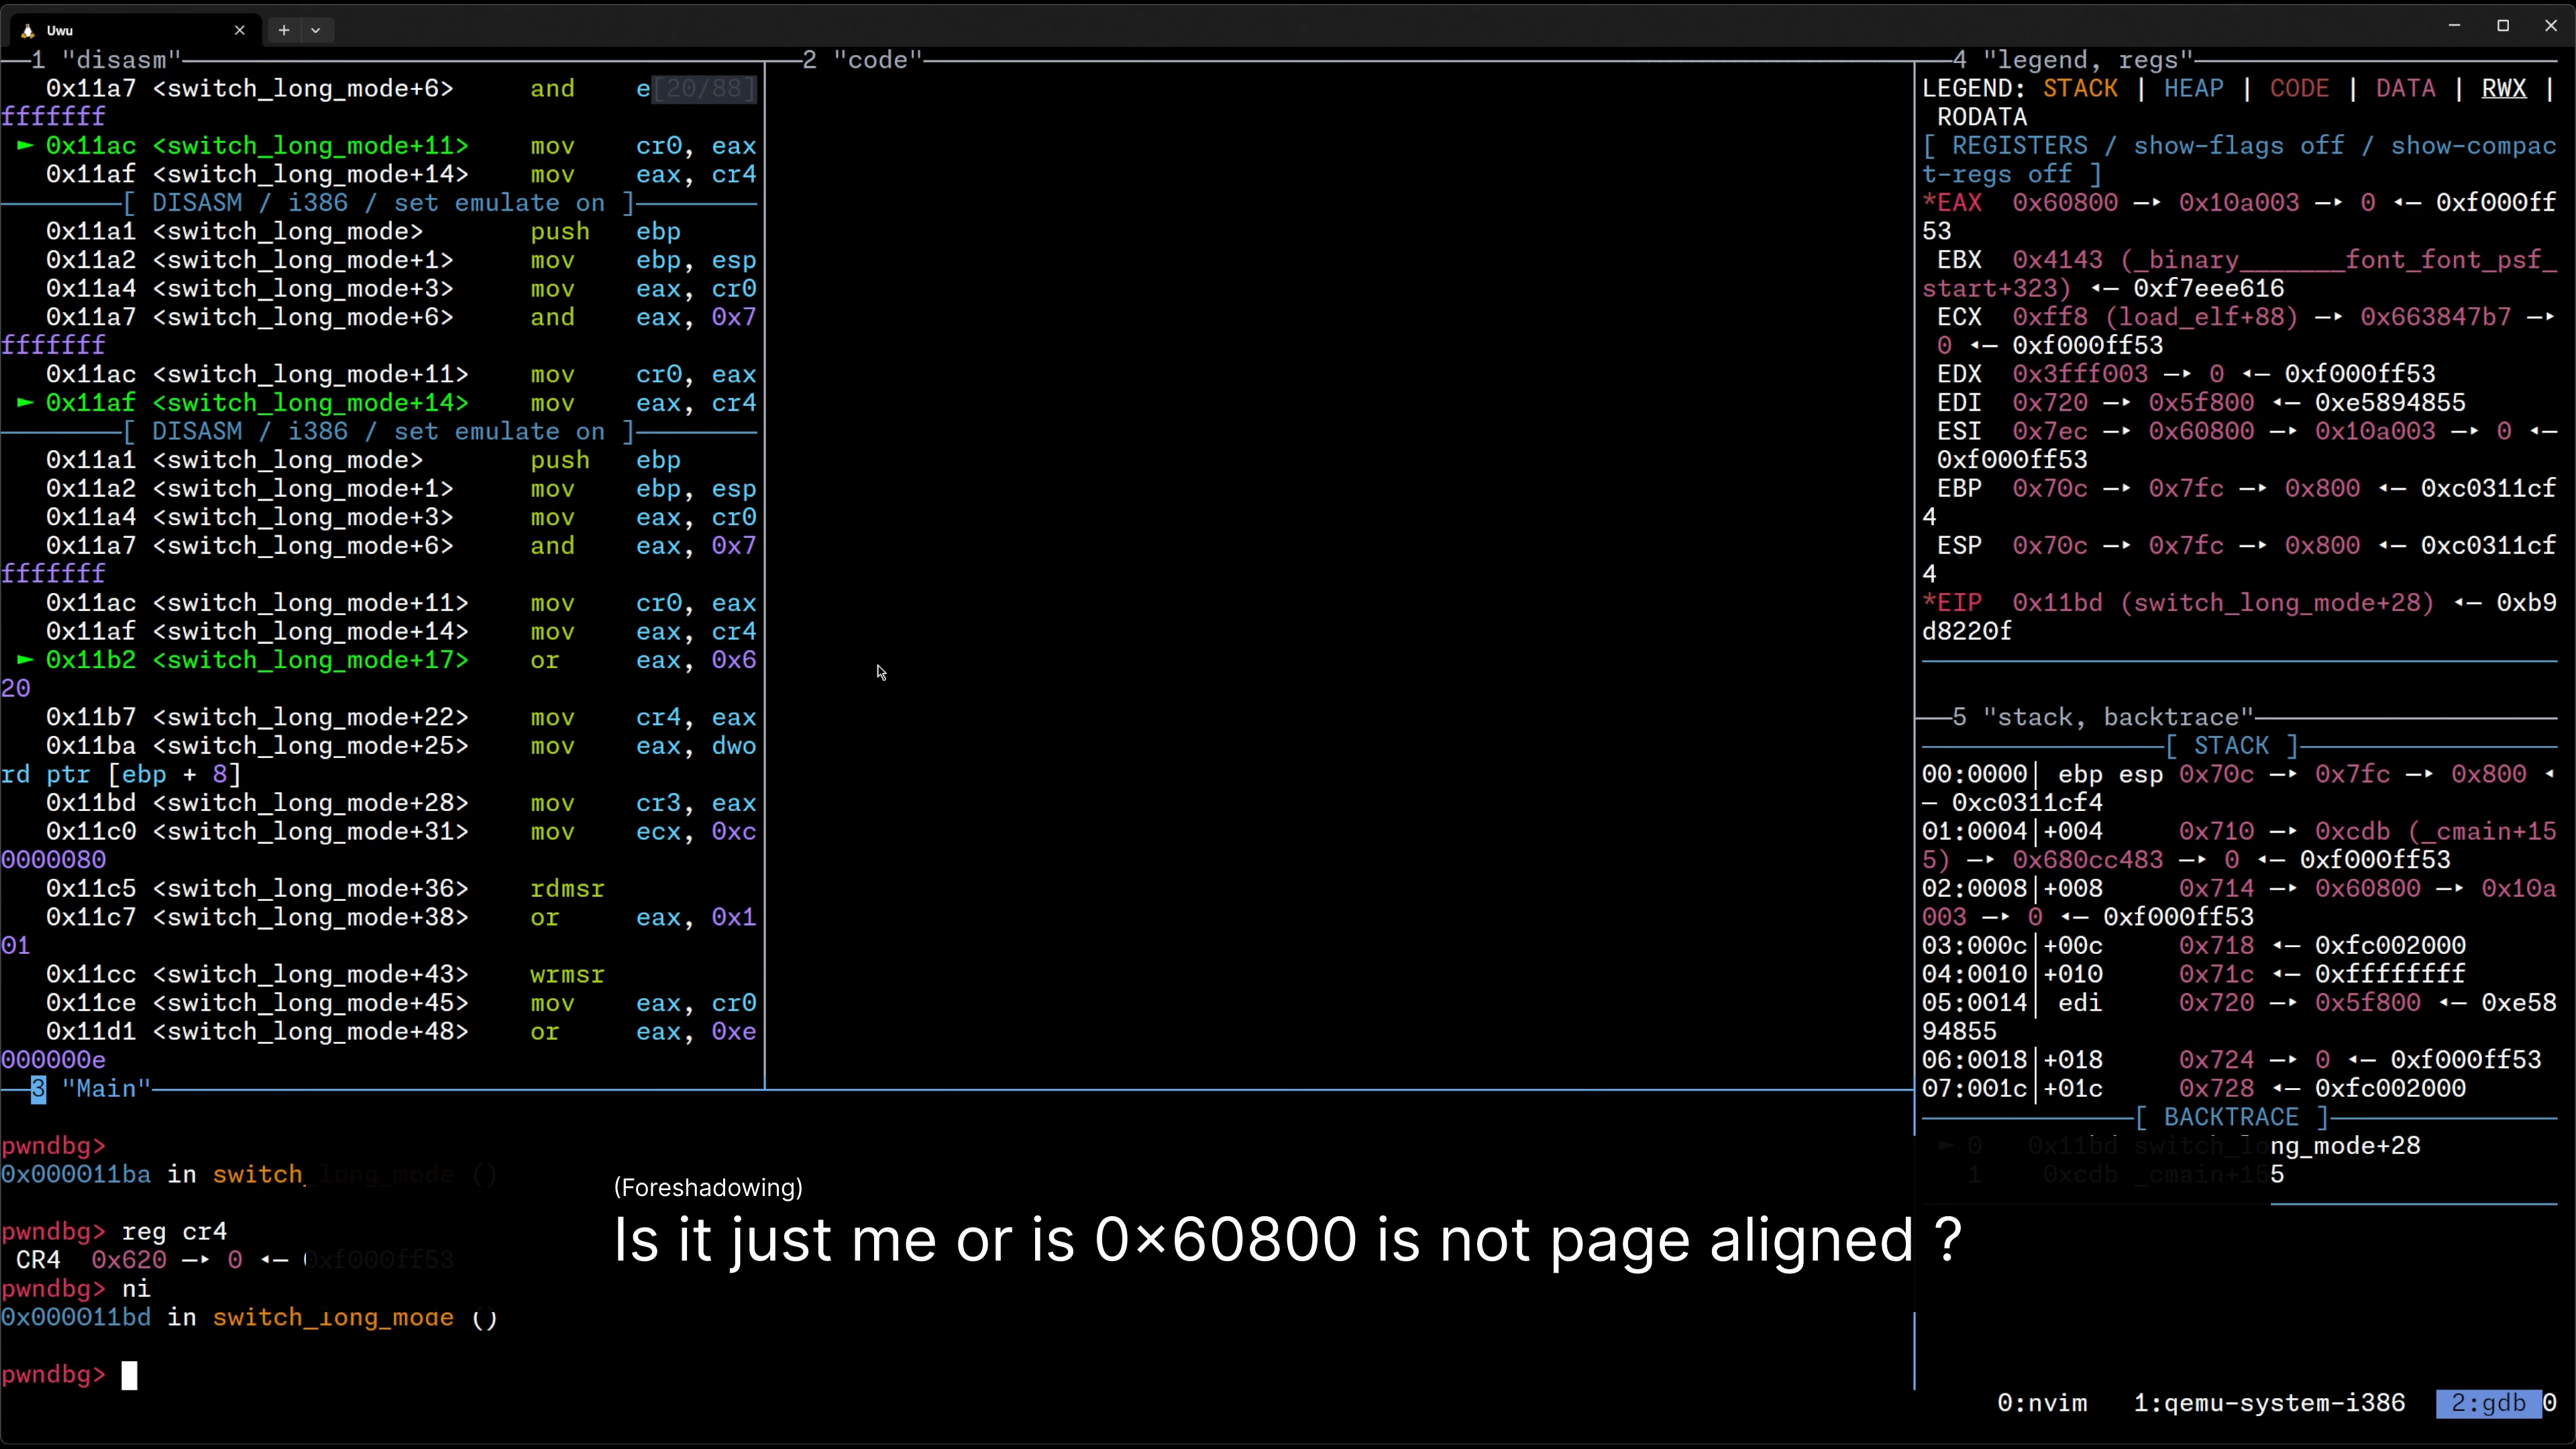 Uwu
1 "disasm"
0x11a7 <switch_long_mode+6> and e[20/88]
fffffff
► 0x11ac <switch_long_mode+11> mov cr0, eax
0x11af <switch_long_mode+14> mov eax, cr4
[ DISASM / i386 / set emulate on ]
0x11a1 <switch_long_mode> push ebp
0x11a2 <switch_long_mode+1> mov ebp, esp
0x11a4 <switch_long_mode+3> mov eax, cr0
0x11a7 <switch_long_mode+6> and eax, 0x7
fffffff
0x11ac <switch_long_mode+11> mov cr0, eax
► 0x11af <switch_long_mode+14> mov eax, cr4
[ DISASM / i386 / set emulate on ]
0x11a1 <switch_long_mode> push ebp
0x11a2 <switch_long_mode+1> mov ebp, esp
0x11a4 <switch_long_mode+3> mov eax, cr0
0x11a7 <switch_long_mode+6> and eax, 0x7
fffffff
0x11ac <switch_long_mode+11> mov cr0, eax
0x11af <switch_long_mode+14> mov eax, cr4
► 0x11b2 <switch_long_mode+17> or eax, 0x6
20
0x11b7 <switch_long_mode+22> mov cr4, eax
0x11ba <switch_long_mode+25> mov eax, dwo
rd ptr [ebp + 8]
0x11bd <switch_long_mode+28> mov cr3, eax
0x11c0 <switch_long_mode+31> mov ecx, 0xc
0000080
0x11c5 <switch_long_mode+36> rdmsr
0x11c7 <switch_long_mode+38> or eax, 0x1
01
0x11cc <switch_long_mode+43> wrmsr
0x11ce <switch_long_mode+45> mov eax, cr0
0x11d1 <switch_long_mode+48> or eax, 0xe
000000e
2 "code"
4 "legend, regs"
LEGEND: STACK | HEAP | CODE | DATA | RWX |
RODATA
[ REGISTERS / show-flags off / show-compac
t-regs off ]
*EAX 0x60800 —▸ 0x10a003 —▸ 0 ◂— 0xf000ff
53
EBX 0x4143 (_binary_______font_font_psf_
start+323) ◂— 0xf7eee616
ECX 0xff8 (load_elf+88) —▸ 0x663847b7 —▸
0 ◂— 0xf000ff53
EDX 0x3fff003 —▸ 0 ◂— 0xf000ff53
EDI 0x720 —▸ 0x5f800 ◂— 0xe5894855
ESI 0x7ec —▸ 0x60800 —▸ 0x10a003 —▸ 0 ◂—
0xf000ff53
EBP 0x70c —▸ 0x7fc —▸ 0x800 ◂— 0xc0311cf
4
ESP 0x70c —▸ 0x7fc —▸ 0x800 ◂— 0xc0311cf
4
*EIP 0x11bd (switch_long_mode+28) ◂— 0xb9
d8220f
5 "stack, backtrace"
[ STACK ]
00:0000│ ebp esp 0x70c —▸ 0x7fc —▸ 0x800 ◂
— 0xc0311cf4
01:0004│+004 0x710 —▸ 0xcdb (_cmain+15
5) —▸ 0x680cc483 —▸ 0 ◂— 0xf000ff53
02:0008│+008 0x714 —▸ 0x60800 —▸ 0x10a
003 —▸ 0 ◂— 0xf000ff53
03:000c│+00c 0x718 ◂— 0xfc002000
04:0010│+010 0x71c ◂— 0xffffffff
05:0014│ edi 0x720 —▸ 0x5f800 ◂— 0xe58
94855
06:0018│+018 0x724 —▸ 0 ◂— 0xf000ff53
07:001c│+01c 0x728 ◂— 0xfc002000
[ BACKTRACE ]
► 0 0x11bd switch_long_mode+28
1 0xcdb _cmain+155
3 "Main"
pwndbg>
0x000011ba in switch_long_mode ()
pwndbg> reg cr4
CR4 0x620 —▸ 0 ◂— 0xf000ff53
pwndbg> ni
0x000011bd in switch_long_mode ()
pwndbg>
(Foreshadowing)
Is it just me or is 0x60800 is not page aligned ?
0:nvim 1:qemu-system-i386 2:gdb 0